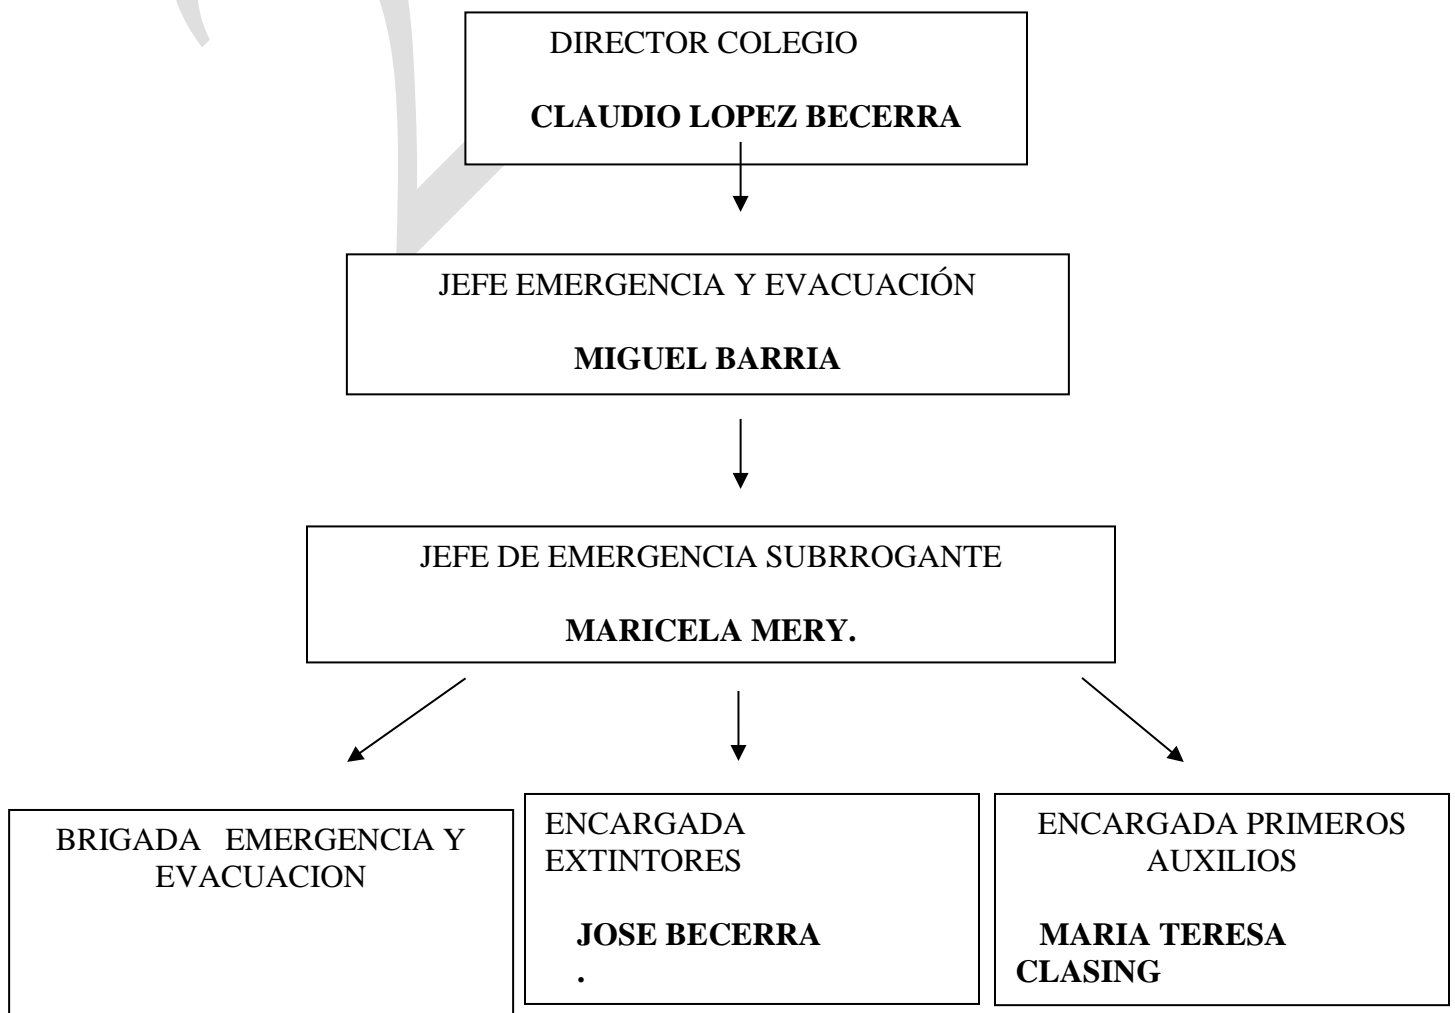 DIRECTOR COLEGIO
CLAUDIO LOPEZ BECERRA
JEFE EMERGENCIA Y EVACUACIÓN
MIGUEL BARRIA
JEFE DE EMERGENCIA SUBRROGANTE
MARICELA MERY.
BRIGADA EMERGENCIA Y
EVACUACION
ENCARGADA
EXTINTORES
JOSE BECERRA
.
ENCARGADA PRIMEROS
AUXILIOS
MARIA TERESA
CLASING